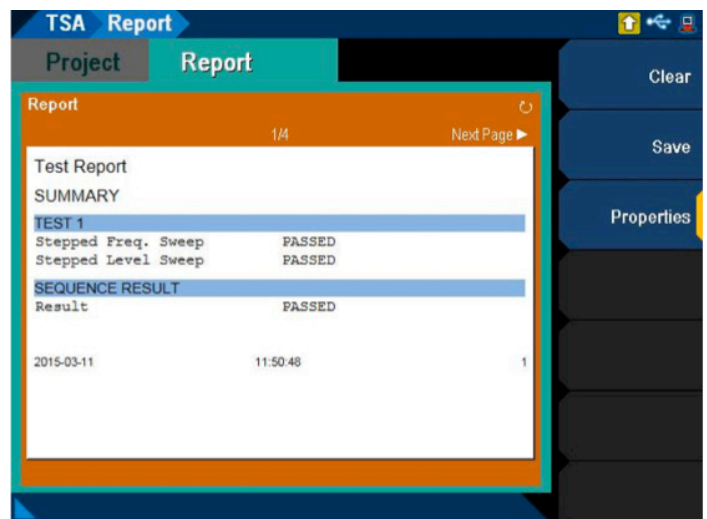 TSA Report
Project Report
Clear
Report
1/4 Next Page ►
Save
Test Report
SUMMARY
Properties
TEST 1
Stepped Freq. Sweep PASSED
Stepped Level Sweep PASSED
SEQUENCE RESULT
Result PASSED
2015-03-11 11:50:48 1